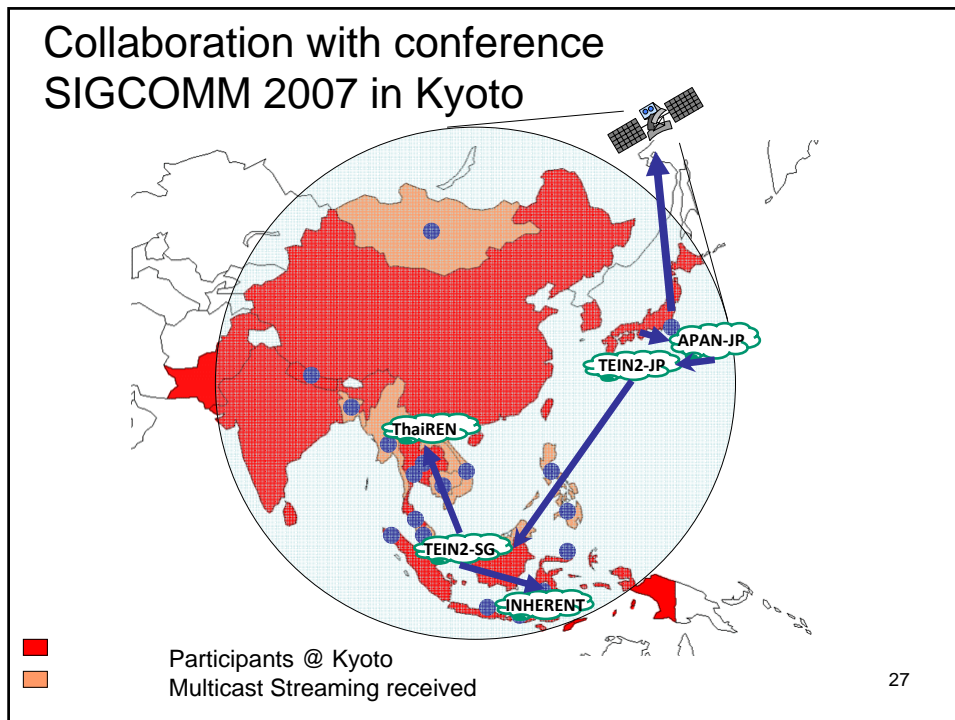 Collaboration with conference
SIGCOMM 2007 in Kyoto
APAN-JP
TEIN2-JP
ThaiREN
TEIN2-SG
INHERENT
Participants @ Kyoto
Multicast Streaming received
27